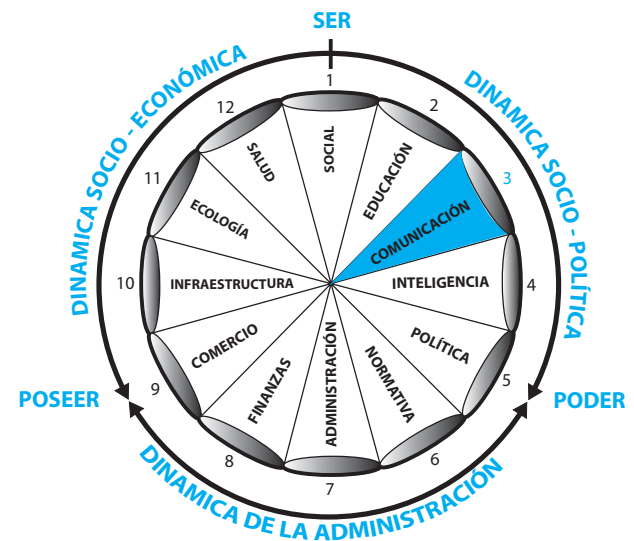 SER
DINAMICA SOCIO - ECONÓMICA
DINAMICA SOCIO - POLÍTICA
1
SOCIAL
2
EDUCACIÓN
3
COMUNICACIÓN
4
INTELIGENCIA
5
POLÍTICA
6
NORMATIVA
7
ADMINISTRACIÓN
8
FINANZAS
9
COMERCIO
10
INFRAESTRUCTURA
11
ECOLOGÍA
12
SALUD
POSEER
PODER
DINAMICA DE LA ADMINISTRACIÓN